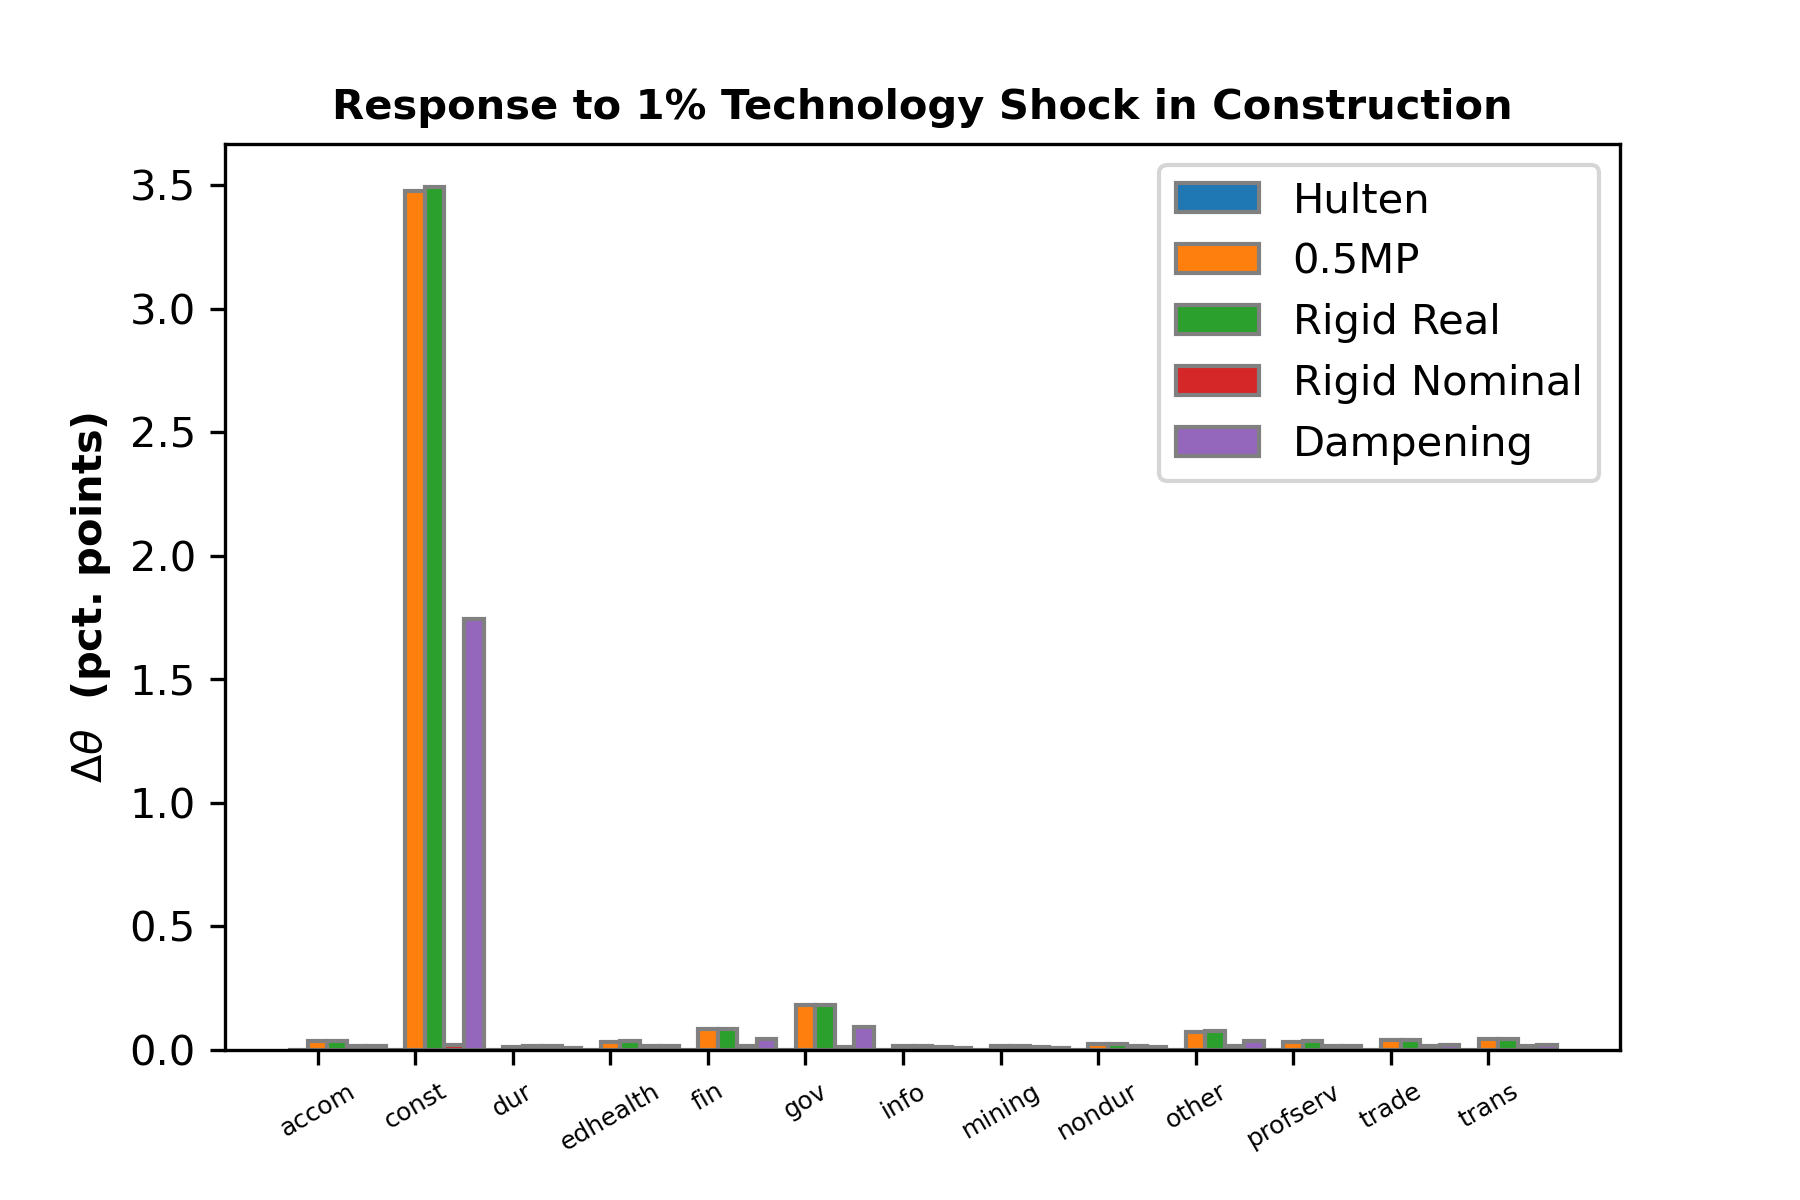 Response to 1% Technology Shock in Construction
Δθ (pct. points)
3.5
3.0
2.5
2.0
1.5
1.0
0.5
0.0
Hulten
0.5MP
Rigid Real
Rigid Nominal
Dampening
accom
const
dur
edhealth
fin
gov
info
mining
nondur
other
profserv
trade
trans